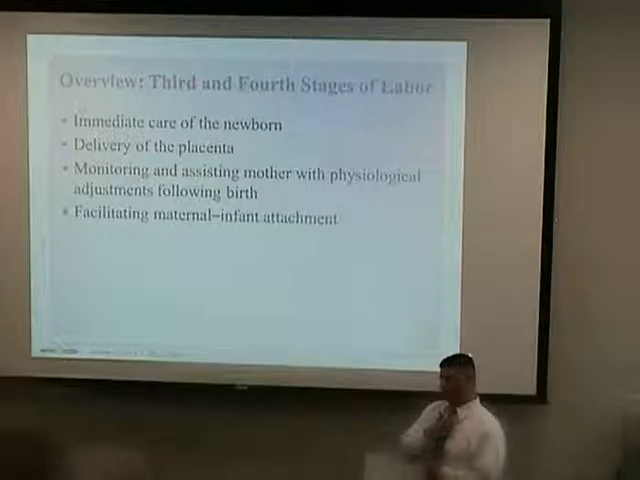 Overview: Third and Fourth Stages of Labor
Immediate care of the newborn
Delivery of the placenta
Monitoring and assisting mother with physiological
adjustments following birth
Facilitating maternal–infant attachment